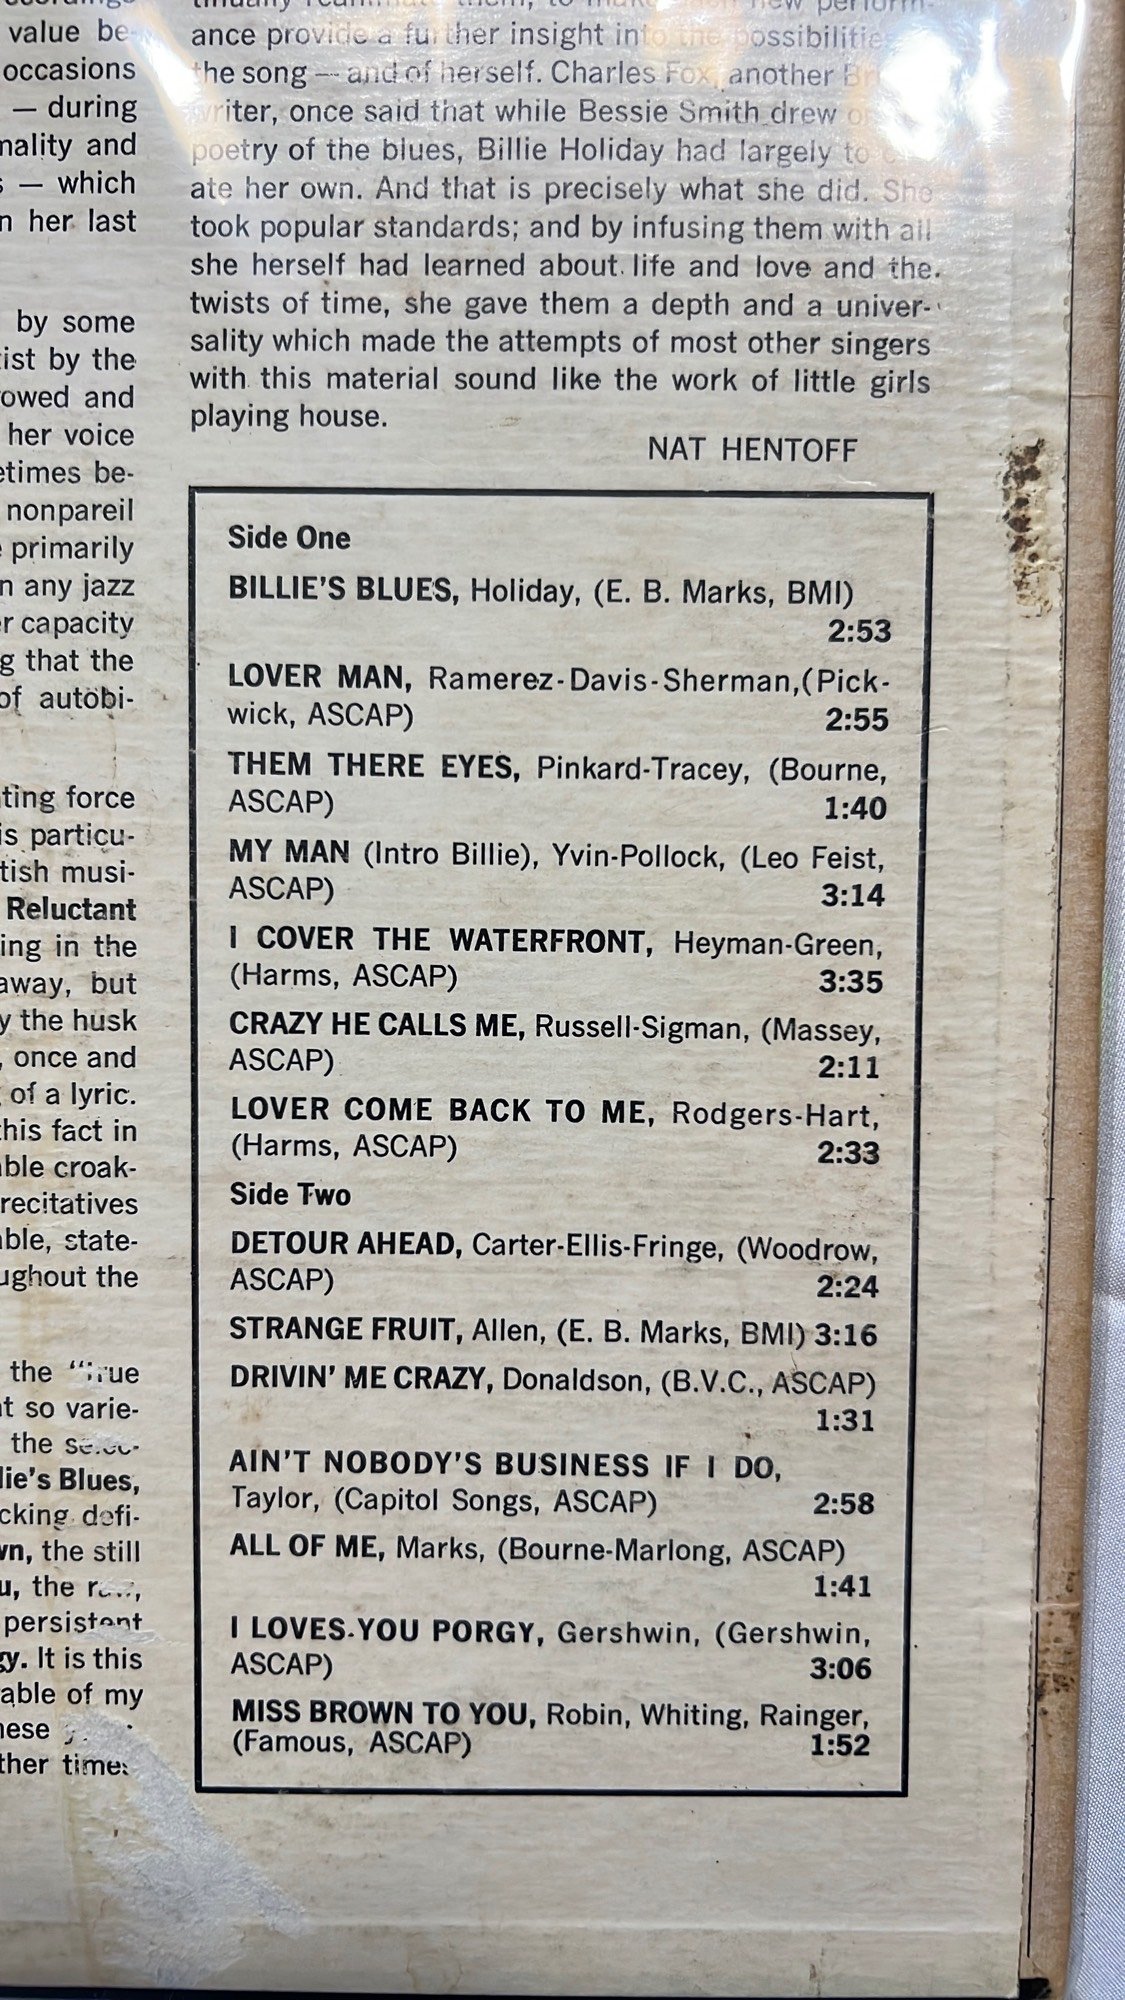 value be-
occasions
— during
nality and
— which
n her last
by some
ist by the
owed and
her voice
etimes be-
nonpareil
primarily
n any jazz
er capacity
g that the
of autobi-
ting force
is particu-
tish musi-
Reluctant
ing in the
away, but
y the husk
once and
of a lyric.
this fact in
able croak-
recitatives
able, state-
ughout the
the "True
t so varie-
the selec-
lie's Blues,
cking defi-
wn, the still
u, the raw,
persistent
gy. It is this
able of my
hese
ther times
ance provide a further insight into the possibilities
the song — and of herself. Charles Fox, another
writer, once said that while Bessie Smith drew
poetry of the blues, Billie Holiday had largely to
ate her own. And that is precisely what she did. She
took popular standards; and by infusing them with all
she herself had learned about life and love and the
twists of time, she gave them a depth and a univer-
sality which made the attempts of most other singers
with this material sound like the work of little girls
playing house.
NAT HENTOFF
Side One
BILLIE'S BLUES, Holiday, (E. B. Marks, BMI)
2:53
LOVER MAN, Ramerez-Davis-Sherman,(Pick-
wick, ASCAP) 2:55
THEM THERE EYES, Pinkard-Tracey, (Bourne,
ASCAP) 1:40
MY MAN (Intro Billie), Yvin-Pollock, (Leo Feist,
ASCAP) 3:14
I COVER THE WATERFRONT, Heyman-Green,
(Harms, ASCAP) 3:35
CRAZY HE CALLS ME, Russell-Sigman, (Massey,
ASCAP) 2:11
LOVER COME BACK TO ME, Rodgers-Hart,
(Harms, ASCAP) 2:33
Side Two
DETOUR AHEAD, Carter-Ellis-Fringe, (Woodrow,
ASCAP) 2:24
STRANGE FRUIT, Allen, (E. B. Marks, BMI) 3:16
DRIVIN' ME CRAZY, Donaldson, (B.V.C., ASCAP)
1:31
AIN'T NOBODY'S BUSINESS IF I DO,
Taylor, (Capitol Songs, ASCAP) 2:58
ALL OF ME, Marks, (Bourne-Marlong, ASCAP)
1:41
I LOVES YOU PORGY, Gershwin, (Gershwin,
ASCAP) 3:06
MISS BROWN TO YOU, Robin, Whiting, Rainger,
(Famous, ASCAP) 1:52